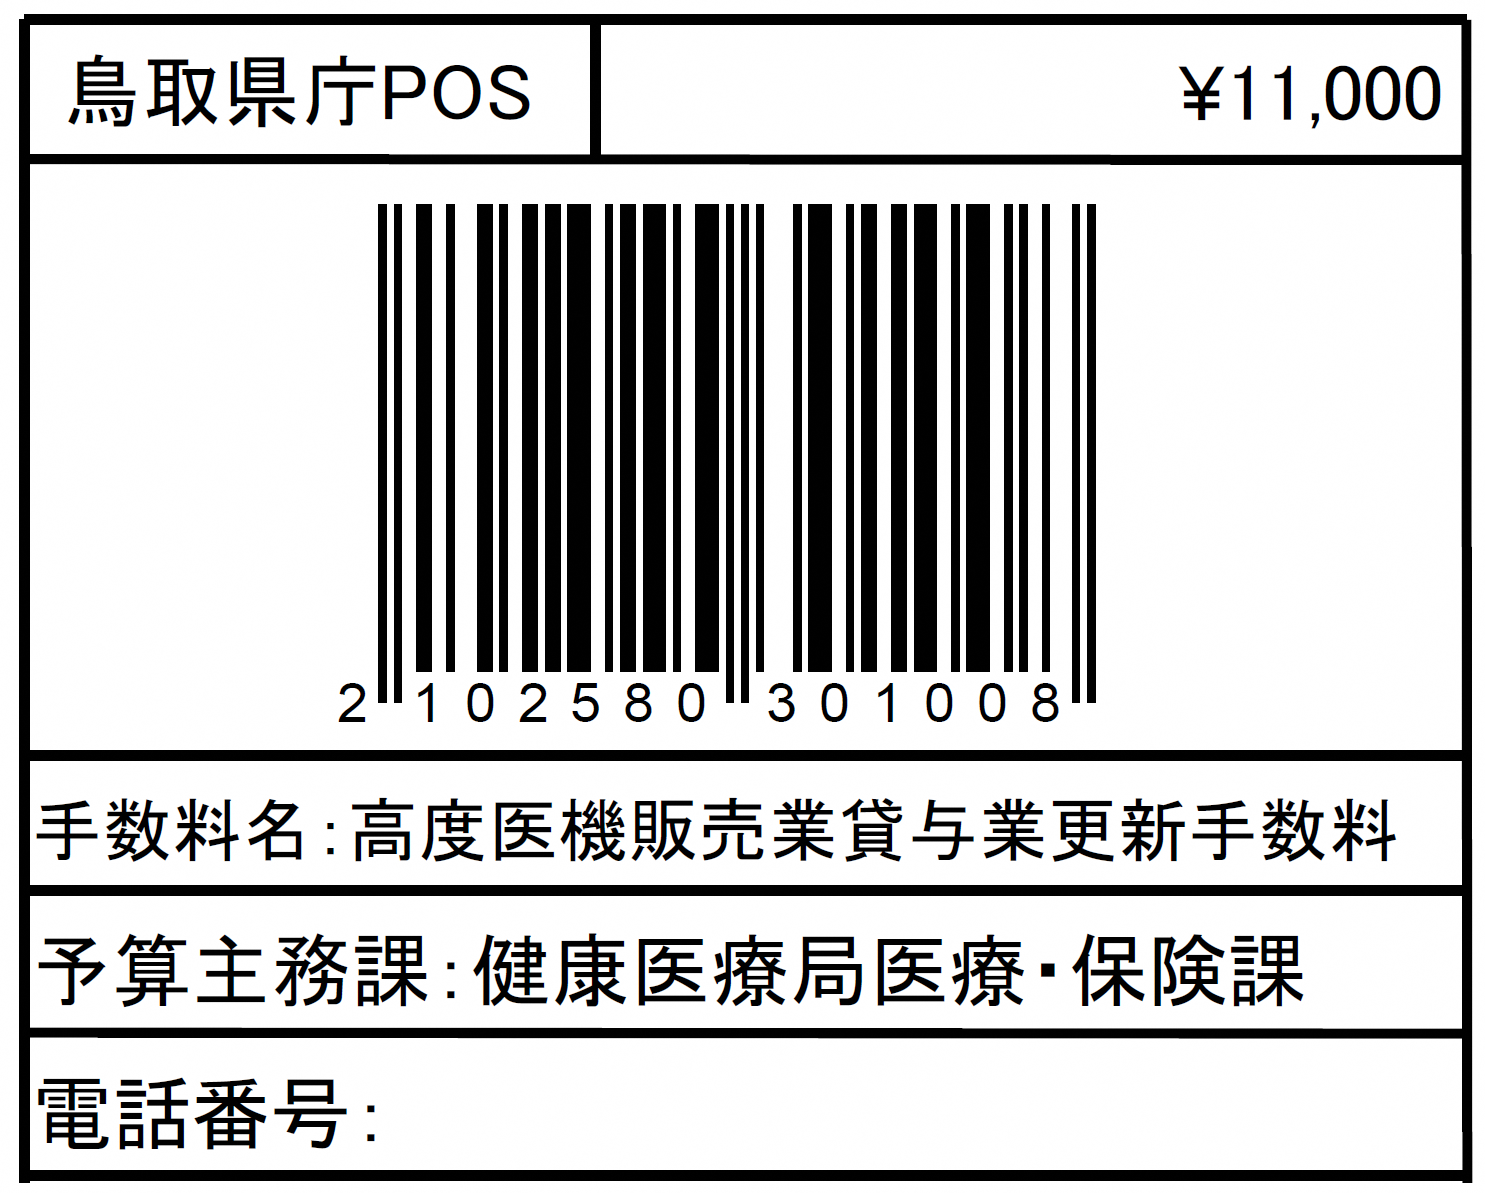 鳥取県庁POS ¥11,000
2 102580 301008
手数料名:高度医機販売業貸与業更新手数料
予算主務課:健康医療局医療・保険課
電話番号: